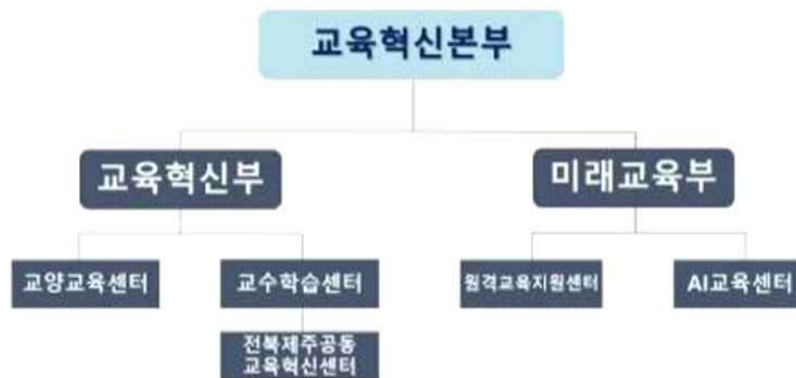 교육혁신본부
교육혁신부
미래교육부
교양교육센터
교수학습센터
원격교육지원센터
AI교육센터
전북제주공동
교육혁신센터